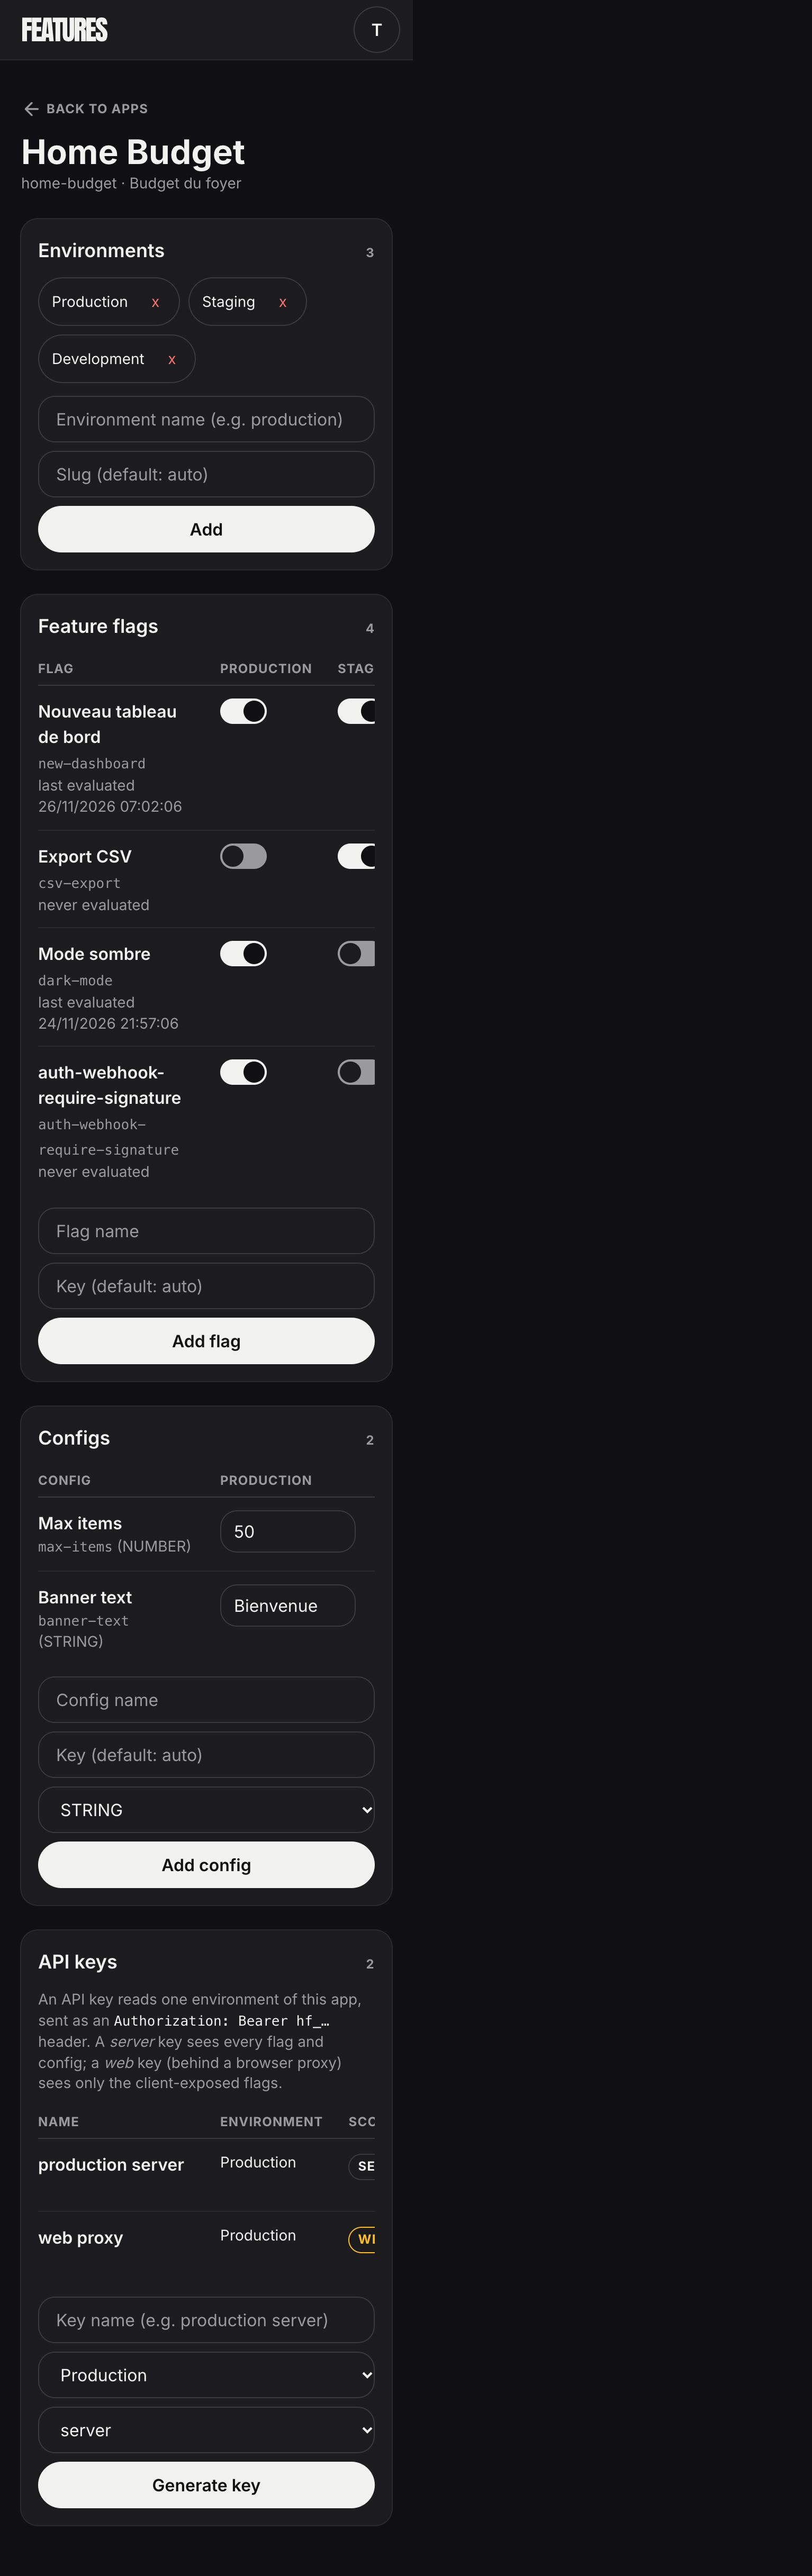 FEATURES
T
BACK TO APPS
Home Budget
home-budget · Budget du foyer
Environments 3
Production x Staging x
Development x
Environment name (e.g. production)
Slug (default: auto)
Add
Feature flags 4
FLAG PRODUCTION STAG
Nouveau tableau
de bord
new-dashboard
last evaluated
26/11/2026 07:02:06
Export CSV
csv-export
never evaluated
Mode sombre
dark-mode
last evaluated
24/11/2026 21:57:06
auth-webhook-
require-signature
auth-webhook-
require-signature
never evaluated
Flag name
Key (default: auto)
Add flag
Configs 2
CONFIG PRODUCTION
Max items 50
max-items (NUMBER)
Banner text Bienvenue
banner-text
(STRING)
Config name
Key (default: auto)
STRING
Add config
API keys 2
An API key reads one environment of this app,
sent as an Authorization: Bearer hf_…
header. A server key sees every flag and
config; a web key (behind a browser proxy)
sees only the client-exposed flags.
NAME ENVIRONMENT SCO
production server Production SE
web proxy Production
Key name (e.g. production server)
Production
server
Generate key